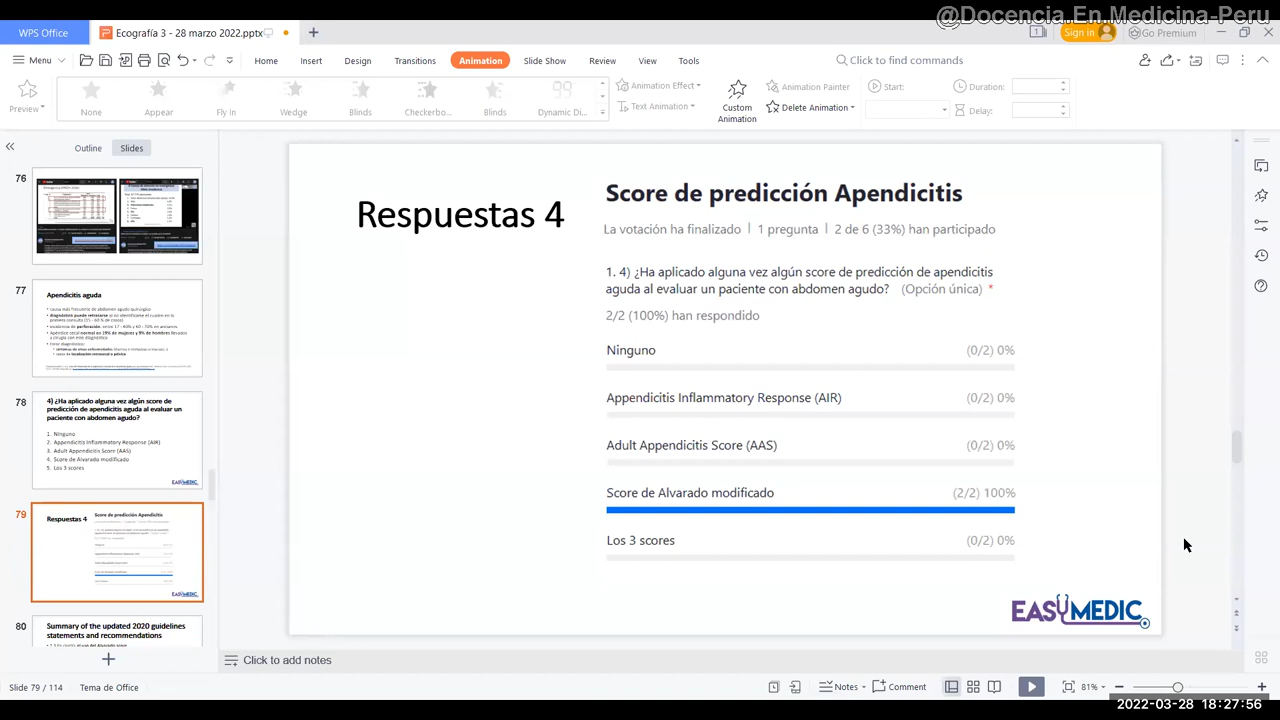 @Docencia En Medicina-Peru
WPS Office
Ecografía 3 - 28 marzo 2022.pptx
Sign in
Go Premium
Menu
Home
Insert
Design
Transitions
Animation
Slide Show
Review
View
Tools
Click to find commands
Preview
None
Appear
Fly In
Wedge
Blinds
Checkerbo...
Blinds
Dynamic Di...
Animation Effect
Text Animation
Custom
Animation
Animation Painter
Delete Animation
Start:
Duration:
Delay:
Outline
Slides
76
77
Apendicitis aguda
78
4) ¿Ha aplicado alguna vez algún score de
predicción de apendicitis aguda al evaluar un
paciente con abdomen agudo?
1. Ninguno
2. Appendicitis Inflammatory Response (AIR)
3. Adult Appendicitis Score (AAS)
4. Score de Alvarado modificado
5. Los 3 scores
EASYMEDIC
79
Respuestas 4
Score de predicción Apendicitis
EASYMEDIC
80
Summary of the updated 2020 guidelines
statements and recommendations
Respuestas 4
Score de predicción Apendicitis
La votación ha finalizado
han participado
1. 4) ¿Ha aplicado alguna vez algún score de predicción de apendicitis
aguda al evaluar un paciente con abdomen agudo? (Opción única) *
2/2 (100%) han respondido
Ninguno (0/2) 0%
Appendicitis Inflammatory Response (AIR) (0/2) 0%
Adult Appendicitis Score (AAS) (0/2) 0%
Score de Alvarado modificado (2/2) 100%
Los 3 scores (0/2) 0%
EASYMEDIC
Click to add notes
Slide 79 / 114
Tema de Office
Notes
Comment
81%
2022-03-28 18:27:56